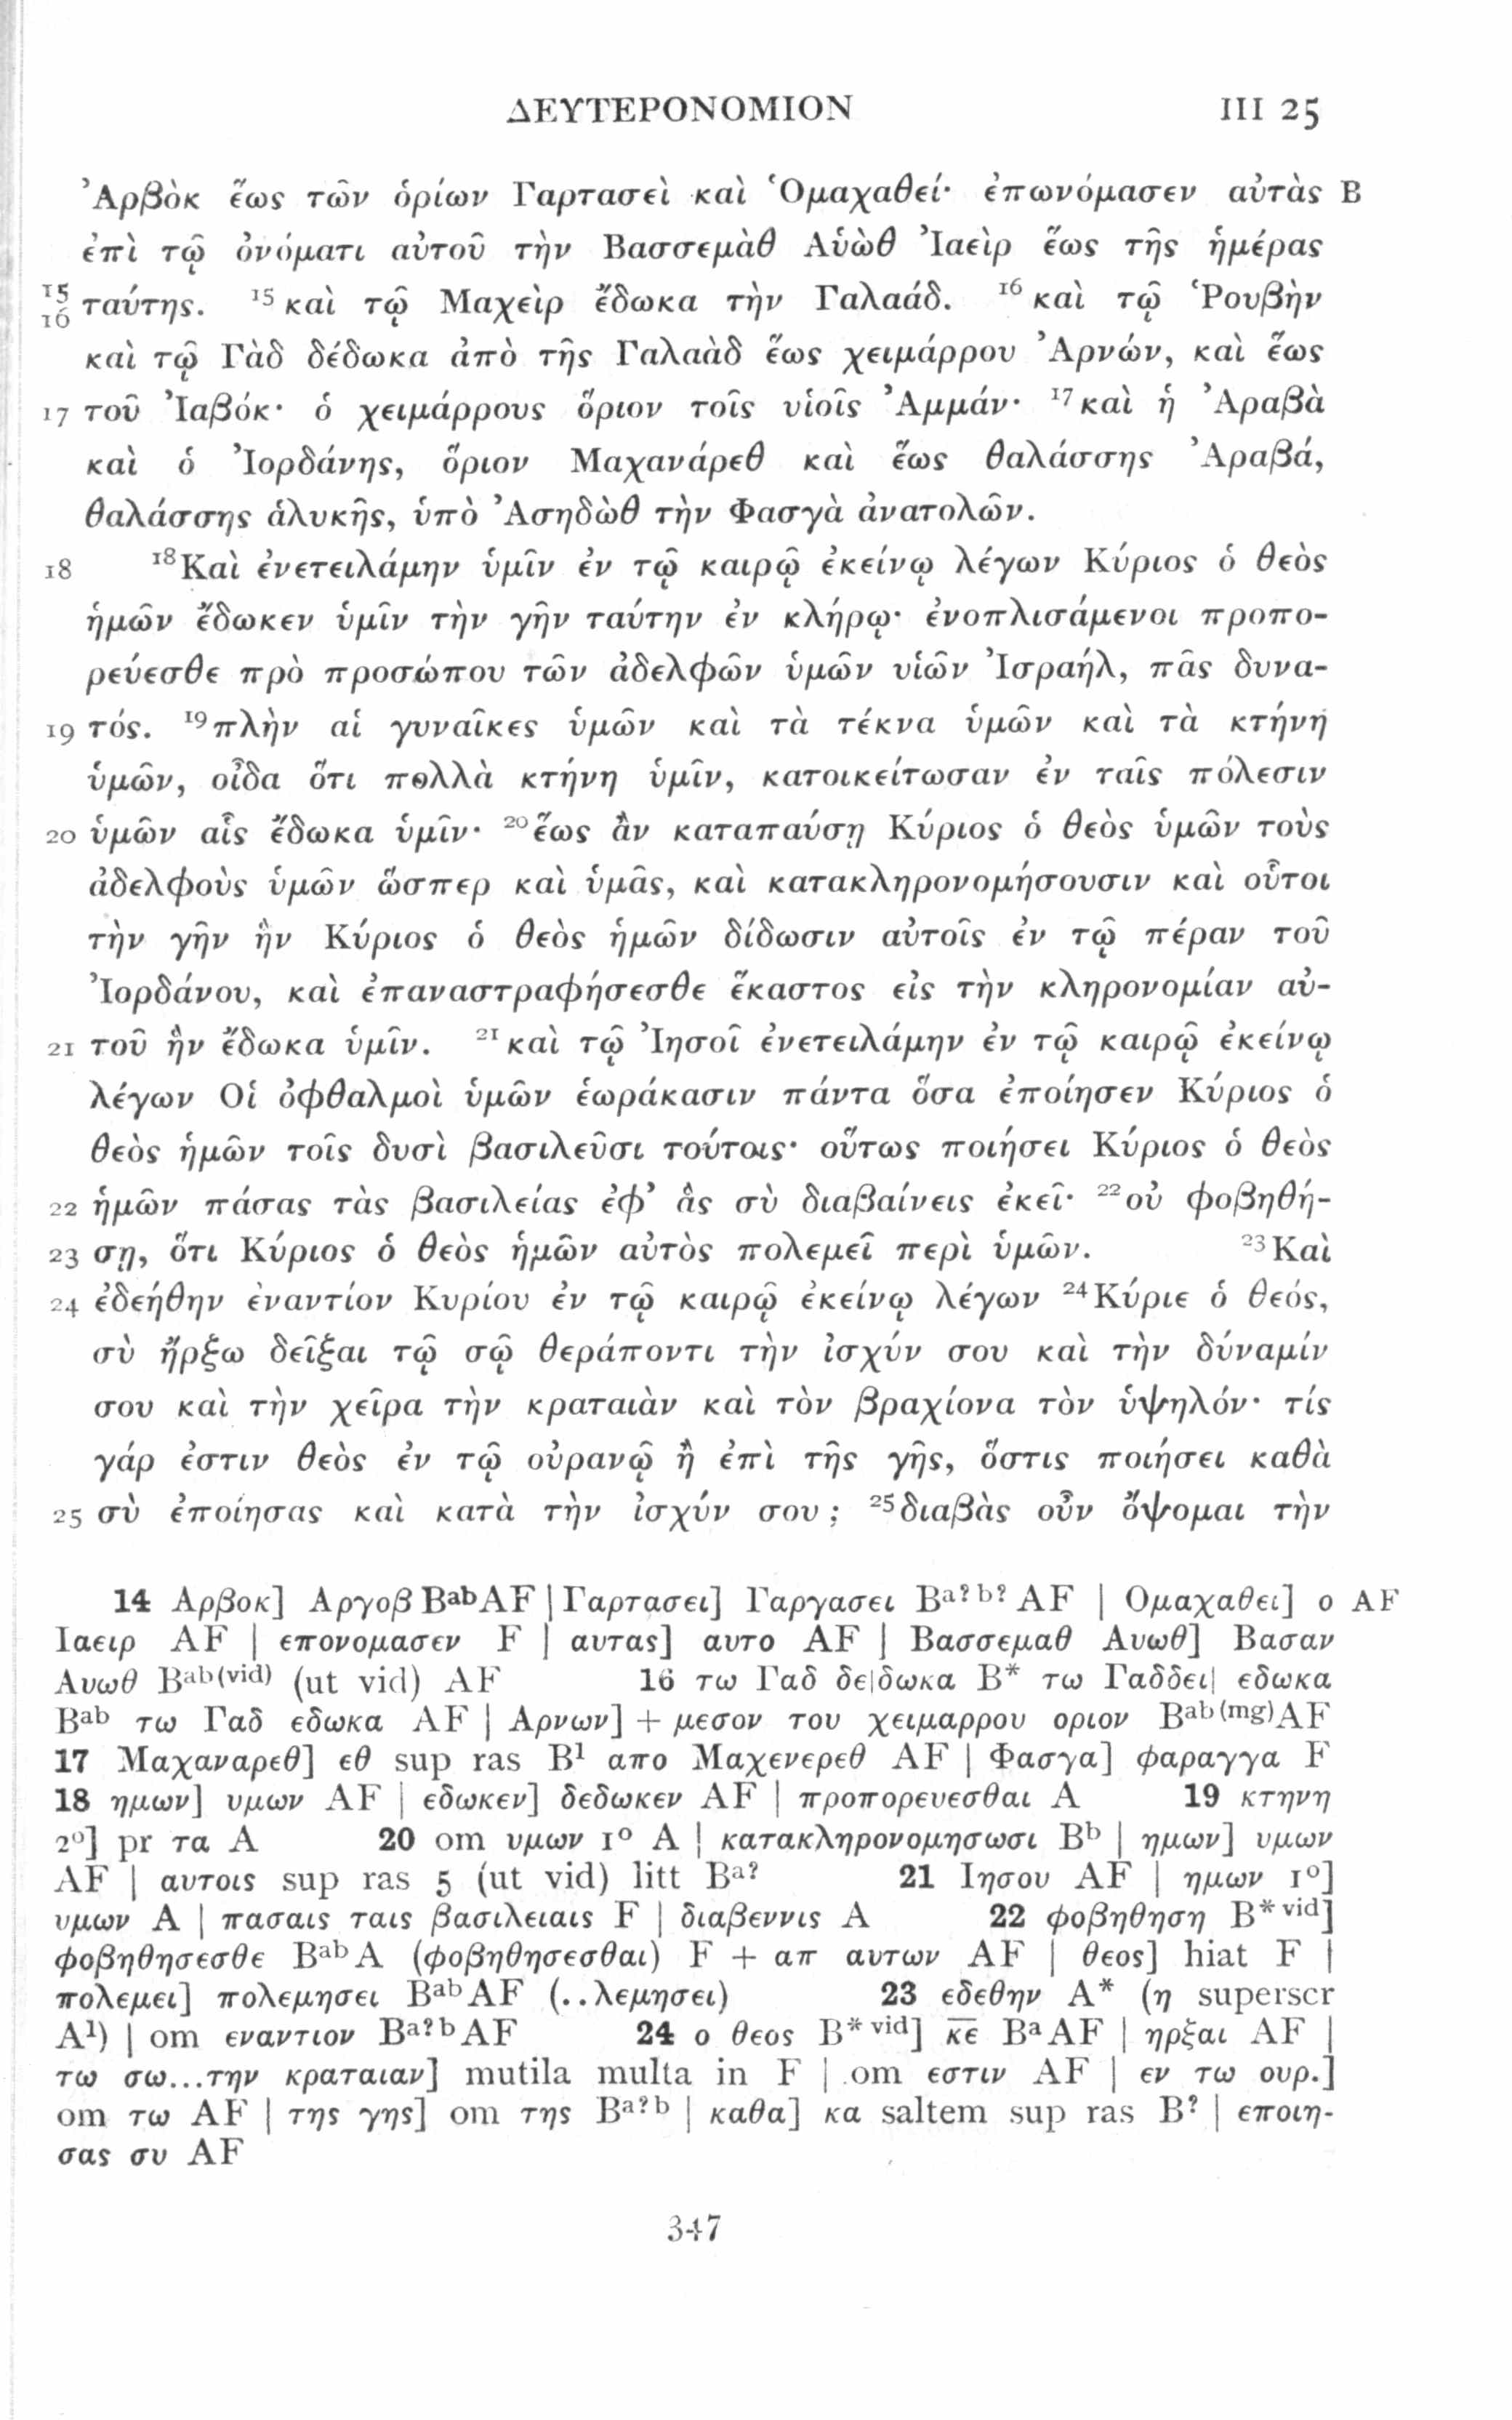 ΔΕΥΤΕΡΟΝΟΜΙΟΝ III 25
Ἀρβὸκ ἕως τῶν ὁρίων Γαρτασεὶ καὶ Ὁμαχαθεί· ἐπωνόμασεν αὐτὰς B
ἐπὶ τῷ ὀνόματι αὐτοῦ τὴν Βασσεμὰθ Αὑὼθ Ἰαεὶρ ἕως τῆς ἡμέρας
15 16 ταύτης. ¹⁵καὶ τῷ Μαχεὶρ ἔδωκα τὴν Γαλαάδ. ¹⁶καὶ τῷ Ῥουβὴν
καὶ τῷ Γὰδ δέδωκα ἀπὸ τῆς Γαλαὰδ ἕως χειμάρρου Ἀρνών, καὶ ἕως
17 τοῦ Ἰαβόκ· ὁ χειμάρρους ὅριον τοῖς υἱοῖς Ἀμμάν· ¹⁷καὶ ἡ Ἀραβὰ
καὶ ὁ Ἰορδάνης, ὅριον Μαχανάρεθ καὶ ἕως θαλάσσης Ἀραβά,
θαλάσσης ἁλυκῆς, ὑπὸ Ἀσηδὼθ τὴν Φασγὰ ἀνατολῶν.
18 ¹⁸Καὶ ἐνετειλάμην ὑμῖν ἐν τῷ καιρῷ ἐκείνῳ λέγων Κύριος ὁ θεὸς
ἡμῶν ἔδωκεν ὑμῖν τὴν γῆν ταύτην ἐν κλήρῳ· ἐνοπλισάμενοι προπο-
ρεύεσθε πρὸ προσώπου τῶν ἀδελφῶν ὑμῶν υἱῶν Ἰσραήλ, πᾶς δυνα-
19 τός. ¹⁹πλὴν αἱ γυναῖκες ὑμῶν καὶ τὰ τέκνα ὑμῶν καὶ τὰ κτήνη
ὑμῶν, οἶδα ὅτι πολλὰ κτήνη ὑμῖν, κατοικείτωσαν ἐν ταῖς πόλεσιν
20 ὑμῶν αἷς ἔδωκα ὑμῖν· ²⁰ἕως ἂν καταπαύσῃ Κύριος ὁ θεὸς ὑμῶν τοὺς
ἀδελφοὺς ὑμῶν ὥσπερ καὶ ὑμᾶς, καὶ κατακληρονομήσουσιν καὶ οὗτοι
τὴν γῆν ἣν Κύριος ὁ θεὸς ἡμῶν δίδωσιν αὐτοῖς ἐν τῷ πέραν τοῦ
Ἰορδάνου, καὶ ἐπαναστραφήσεσθε ἕκαστος εἰς τὴν κληρονομίαν αὐ-
21 τοῦ ἣν ἔδωκα ὑμῖν. ²¹καὶ τῷ Ἰησοῖ ἐνετειλάμην ἐν τῷ καιρῷ ἐκείνῳ
λέγων Οἱ ὀφθαλμοὶ ὑμῶν ἑωράκασιν πάντα ὅσα ἐποίησεν Κύριος ὁ
θεὸς ἡμῶν τοῖς δυσὶ βασιλεῦσι τούτοις· οὕτως ποιήσει Κύριος ὁ θεὸς
22 ἡμῶν πάσας τὰς βασιλείας ἐφ’ ἃς σὺ διαβαίνεις ἐκεῖ· ²²οὐ φοβηθή-
23 σῃ, ὅτι Κύριος ὁ θεὸς ἡμῶν αὐτὸς πολεμεῖ περὶ ὑμῶν. ²³Καὶ
24 ἐδεήθην ἐναντίον Κυρίου ἐν τῷ καιρῷ ἐκείνῳ λέγων ²⁴Κύριε ὁ θεός,
σὺ ἤρξω δεῖξαι τῷ σῷ θεράποντι τὴν ἰσχύν σου καὶ τὴν δύναμίν
σου καὶ τὴν χεῖρα τὴν κραταιὰν καὶ τὸν βραχίονα τὸν ὑψηλόν· τίς
γάρ ἐστιν θεὸς ἐν τῷ οὐρανῷ ἢ ἐπὶ τῆς γῆς, ὅστις ποιήσει καθὰ
25 σὺ ἐποίησας καὶ κατὰ τὴν ἰσχύν σου; ²⁵διαβὰς οὖν ὄψομαι τὴν
14 Αρβοκ] Αργοβ Bᵃᵇ AF | Γαρτασει] Γαργασει Bᵃ?ᵇ? AF | Ομαχαθει] ο AF
Ιαειρ AF | επονομασεν F | αυτας] αυτο AF | Βασσεμαθ Αυωθ] Βασαν
Αυωθ Bᵃᵇ⁽ᵛⁱᵈ⁾ (ut vid) AF 16 τω Γαδ δε|δωκα B* τω Γαδδει| εδωκα
Bᵃᵇ τω Γαδ εδωκα AF | Αρνων] + μεσον του χειμαρρου οριον Bᵃᵇ⁽ᵐᵍ⁾AF
17 Μαχαναρεθ] εθ sup ras B¹ απο Μαχενερεθ AF | Φασγα] φαραγγα F
18 ημων] υμων AF | εδωκεν] δεδωκεν AF | προπορευεσθαι A 19 κτηνη
2º] pr τα A 20 om υμων 1º A | κατακληρονομησωσι Bᵇ | ημων] υμων
AF | αυτοις sup ras 5 (ut vid) litt Bᵃ? 21 Ιησου AF | ημων 1º]
υμων A | πασαις ταις βασιλειαις F | διαβεννις A 22 φοβηθηση B*ᵛⁱᵈ]
φοβηθησεσθε Bᵃᵇ A (φοβηθησεσθαι) F + απ αυτων AF | θεος] hiat F |
πολεμει] πολεμησει Bᵃᵇ AF (..λεμησει) 23 εδεθην A* (η superscr
A¹) | om εναντιον Bᵃ?ᵇ AF 24 ο θεος B*ᵛⁱᵈ] κ̅ε̅ Bᵃ AF | ηρξαι AF |
τω σω...την κραταιαν] mutila multa in F | om εστιν AF | εν τω ουρ.]
om τω AF | της γης] om της Bᵃ?ᵇ | καθα] κα saltem sup ras B? | εποιη-
σας συ AF
347